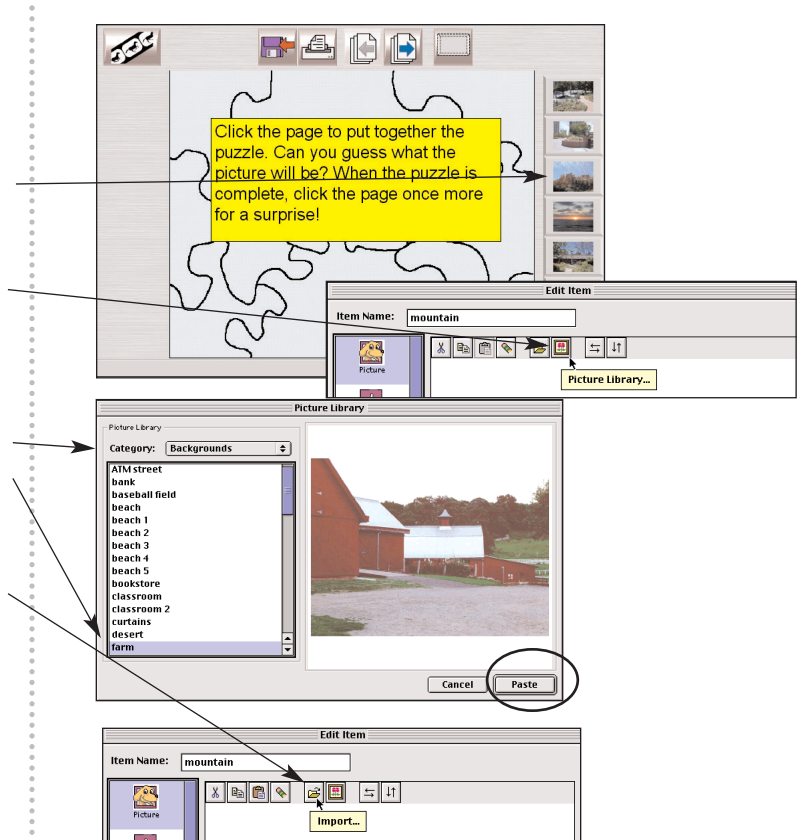 Click the page to put together the
puzzle. Can you guess what the
picture will be? When the puzzle is
complete, click the page once more
for a surprise!
Edit Item
Item Name: mountain
Picture
Picture Library...
Picture Library
Picture Library
Category: Backgrounds
ATM street
bank
baseball field
beach
beach 1
beach 2
beach 3
beach 4
beach 5
bookstore
classroom
classroom 2
curtains
desert
farm
Cancel Paste
Edit Item
Item Name: mountain
Picture
Import...